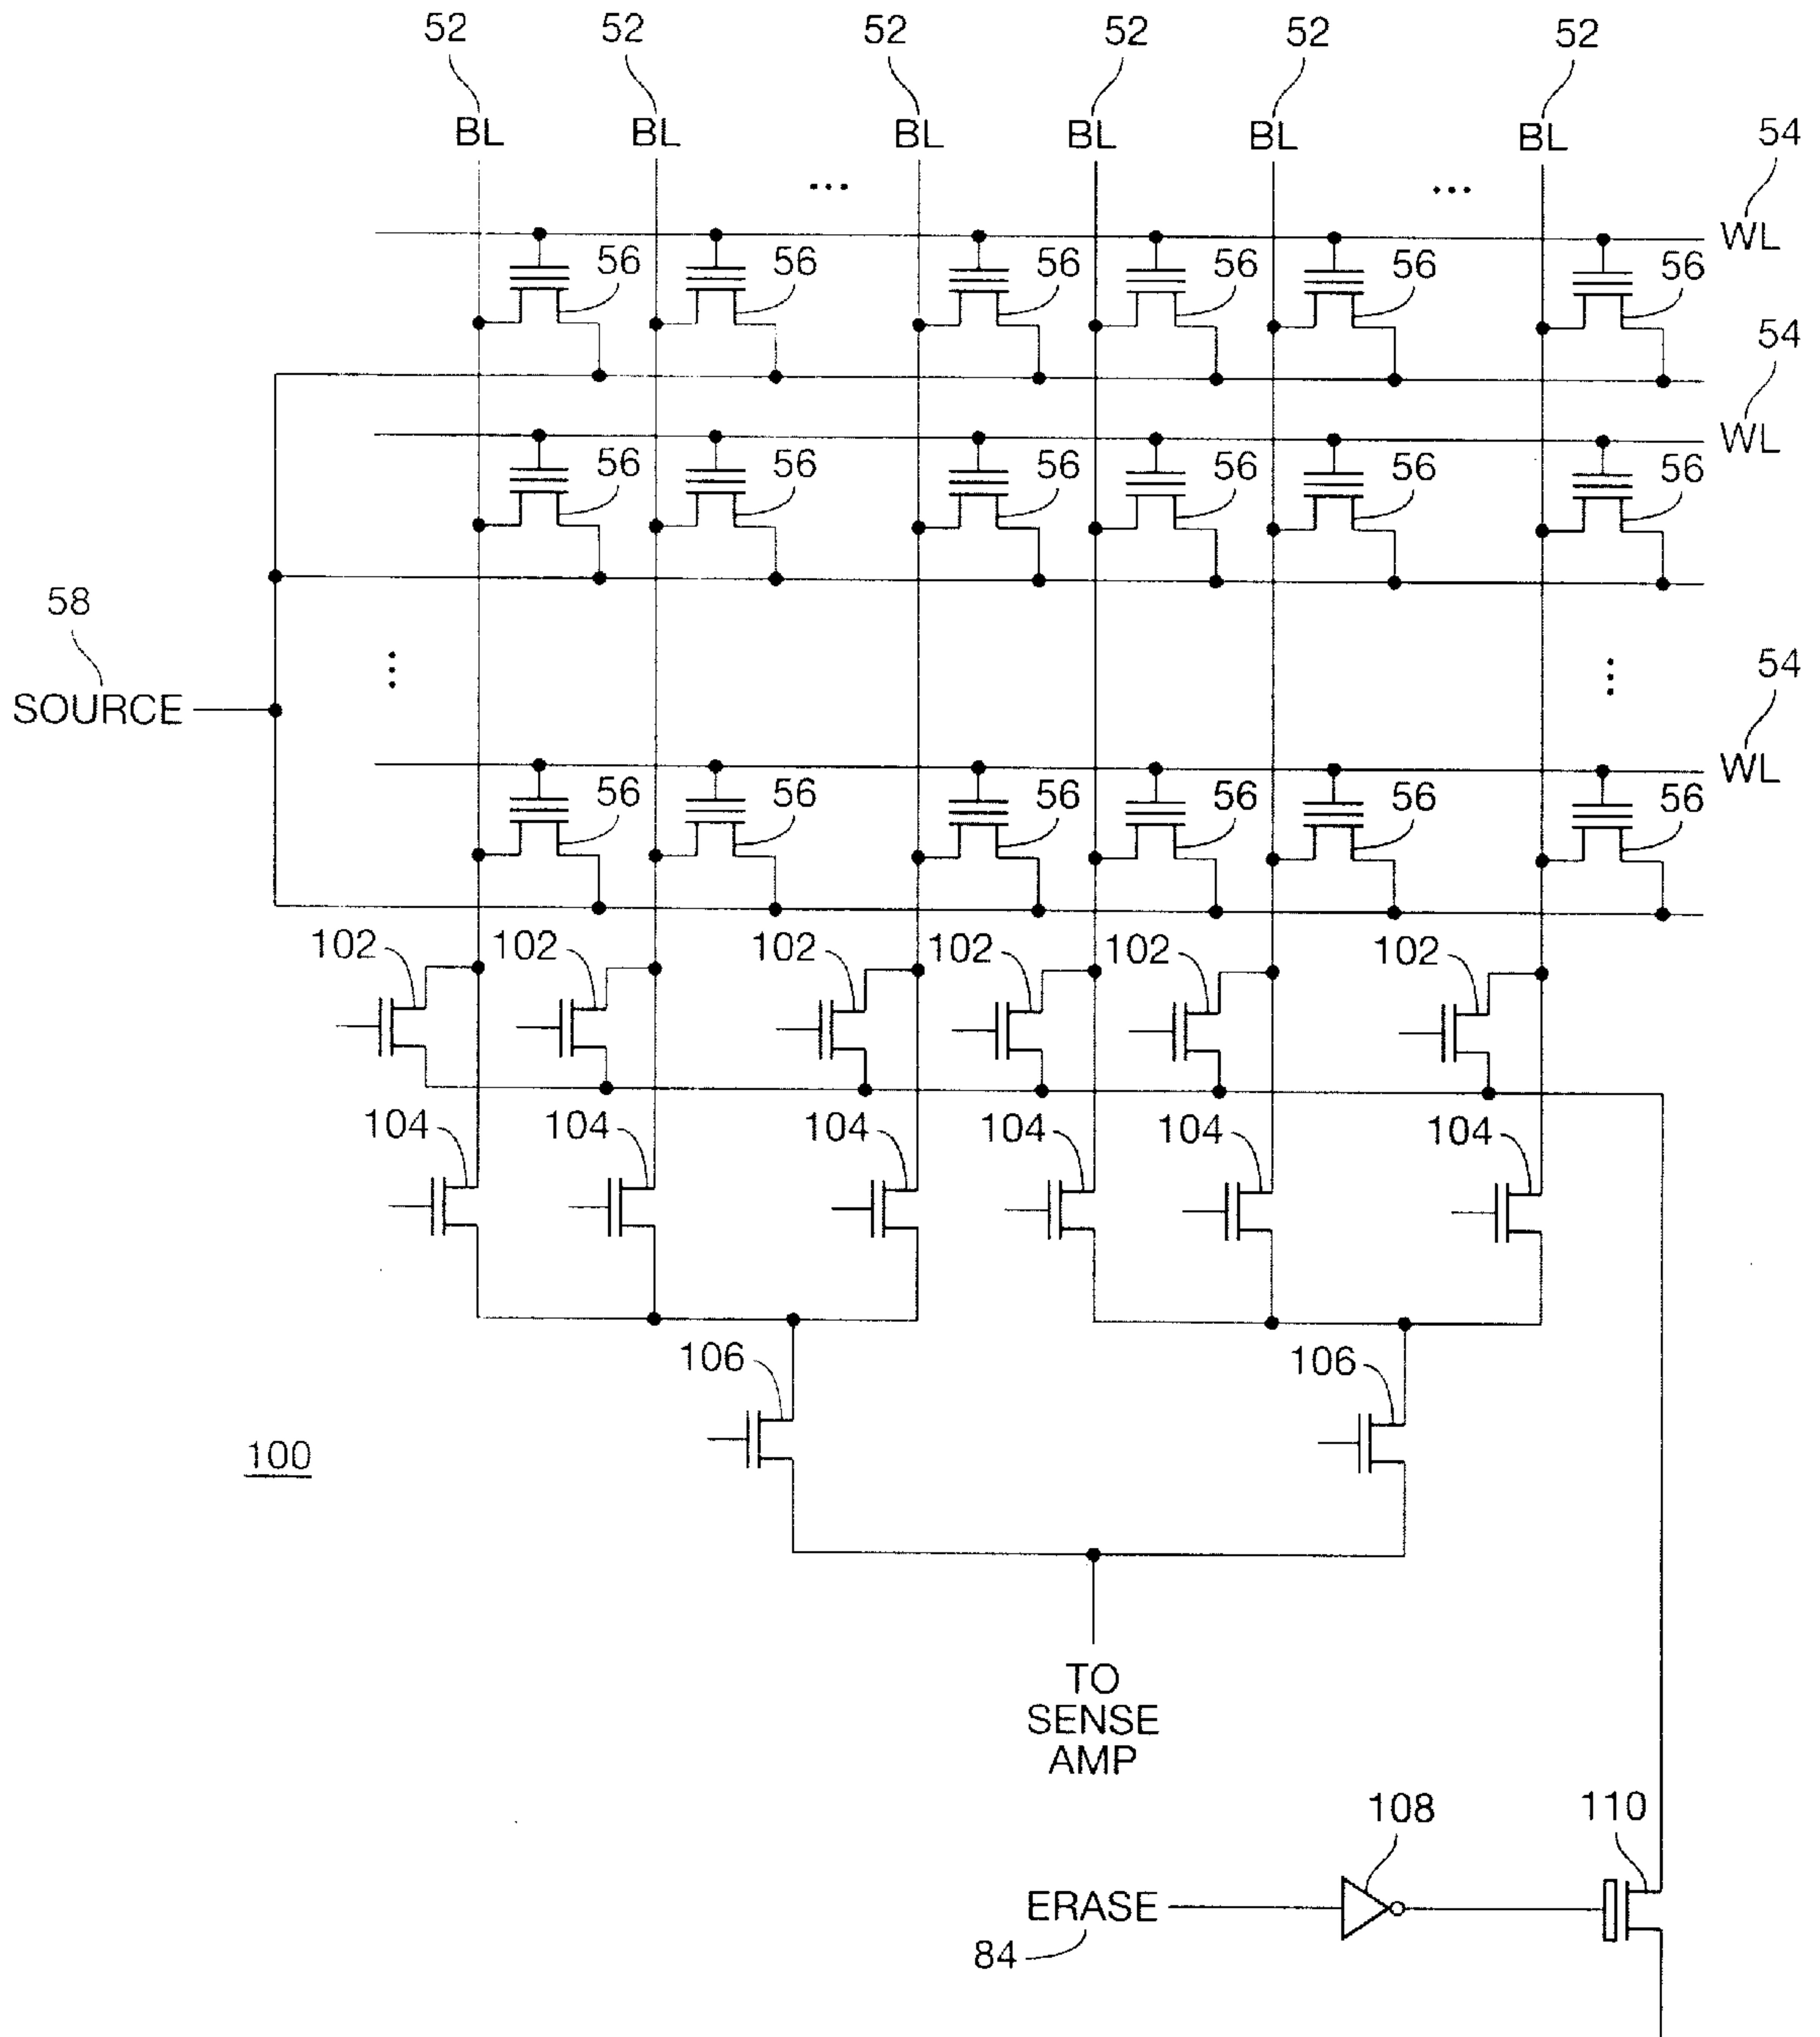 52 52 52 52 52 52
BL BL BL BL BL BL
54
... ...
WL
56 56 56 56 56 56
54
WL
56 56 56 56 56 56
58
SOURCE
54
WL
56 56 56 56 56 56
102 102 102 102 102 102
104 104 104 104 104 104
106 106
100
TO
SENSE
AMP
108 110
ERASE
84